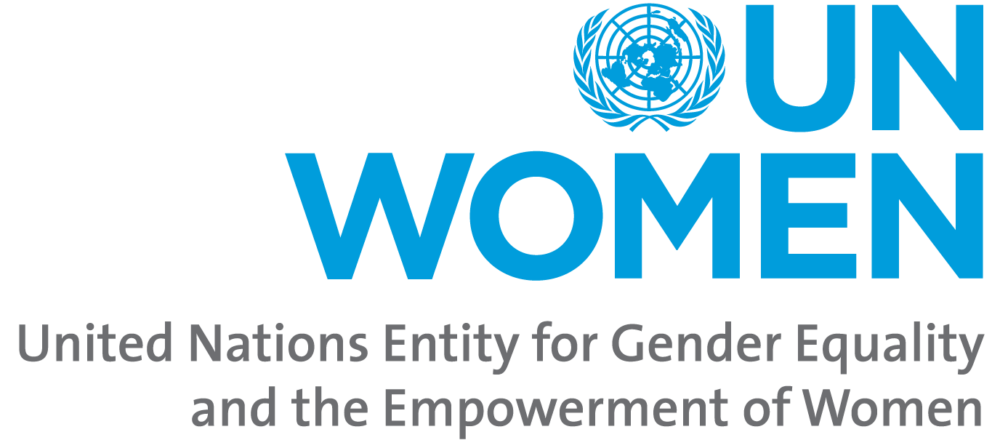 UN
WOMEN
United Nations Entity for Gender Equality
and the Empowerment of Women